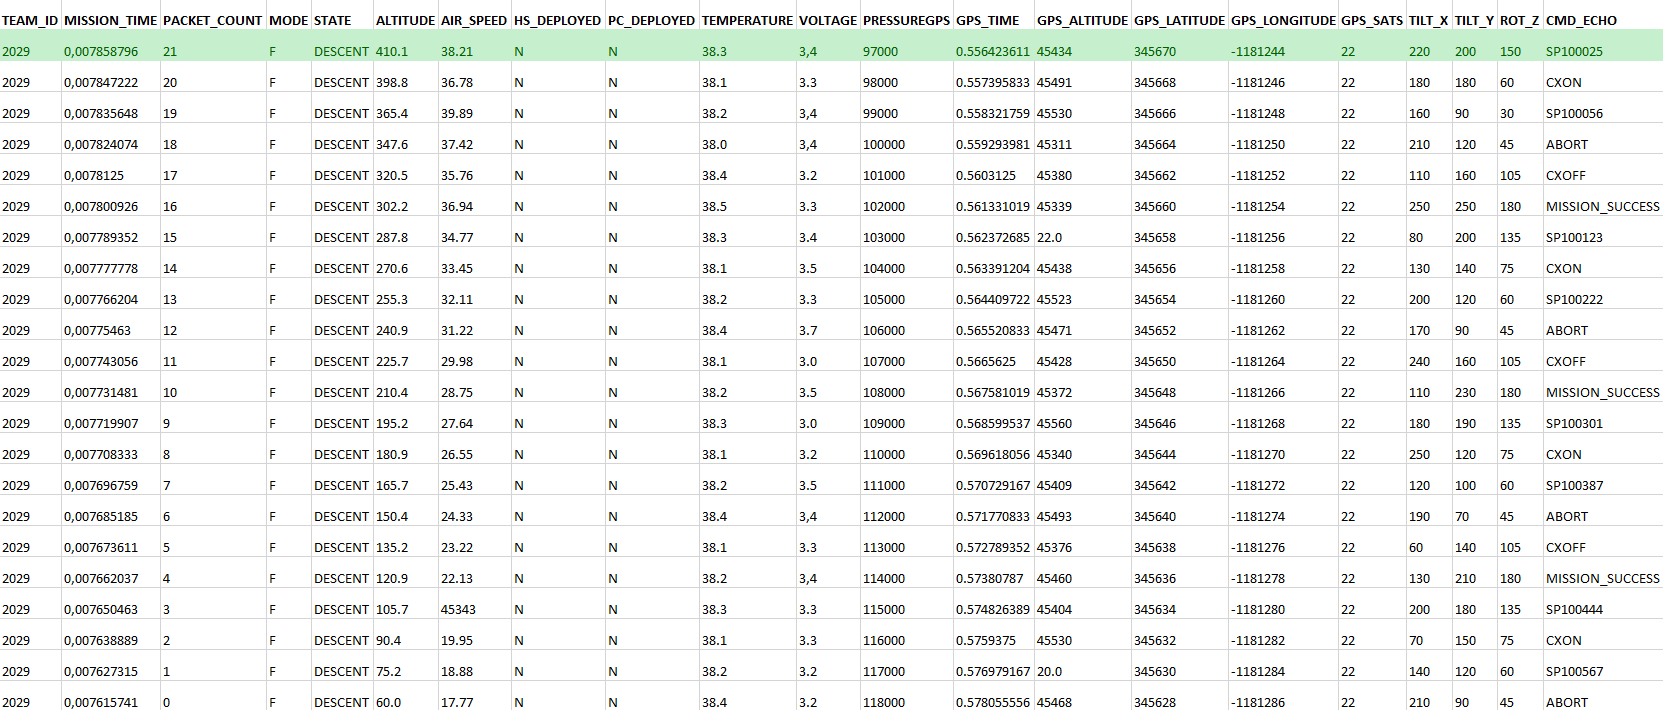 TEAM_ID MISSION_TIME PACKET_COUNT MODE STATE ALTITUDE AIR_SPEED HS_DEPLOYED PC_DEPLOYED TEMPERATURE VOLTAGE PRESSUREGPS GPS_TIME GPS_ALTITUDE GPS_LATITUDE GPS_LONGITUDE GPS_SATS TILT_X TILT_Y ROT_Z CMD_ECHO
2029 0,007858796 21 F DESCENT 410.1 38.21 N N 38.3 3,4 97000 0.556423611 45434 345670 -1181244 22 220 200 150 SP100025
2029 0,007847222 20 F DESCENT 398.8 36.78 N N 38.1 3.3 98000 0.557395833 45491 345668 -1181246 22 180 180 60 CXON
2029 0,007835648 19 F DESCENT 365.4 39.89 N N 38.2 3,4 99000 0.558321759 45530 345666 -1181248 22 160 90 30 SP100056
2029 0,007824074 18 F DESCENT 347.6 37.42 N N 38.0 3,4 100000 0.559293981 45311 345664 -1181250 22 210 120 45 ABORT
2029 0,0078125 17 F DESCENT 320.5 35.76 N N 38.4 3.2 101000 0.5603125 45380 345662 -1181252 22 110 160 105 CXOFF
2029 0,007800926 16 F DESCENT 302.2 36.94 N N 38.5 3.3 102000 0.561331019 45339 345660 -1181254 22 250 250 180 MISSION_SUCCESS
2029 0,007789352 15 F DESCENT 287.8 34.77 N N 38.3 3.4 103000 0.562372685 22.0 345658 -1181256 22 80 200 135 SP100123
2029 0,007777778 14 F DESCENT 270.6 33.45 N N 38.1 3.5 104000 0.563391204 45438 345656 -1181258 22 130 140 75 CXON
2029 0,007766204 13 F DESCENT 255.3 32.11 N N 38.2 3.3 105000 0.564409722 45523 345654 -1181260 22 200 120 60 SP100222
2029 0,00775463 12 F DESCENT 240.9 31.22 N N 38.4 3.7 106000 0.565520833 45471 345652 -1181262 22 170 90 45 ABORT
2029 0,007743056 11 F DESCENT 225.7 29.98 N N 38.1 3.0 107000 0.5665625 45428 345650 -1181264 22 240 160 105 CXOFF
2029 0,007731481 10 F DESCENT 210.4 28.75 N N 38.2 3.5 108000 0.567581019 45372 345648 -1181266 22 110 230 180 MISSION_SUCCESS
2029 0,007719907 9 F DESCENT 195.2 27.64 N N 38.3 3.0 109000 0.568599537 45560 345646 -1181268 22 180 190 135 SP100301
2029 0,007708333 8 F DESCENT 180.9 26.55 N N 38.1 3.2 110000 0.569618056 45340 345644 -1181270 22 250 120 75 CXON
2029 0,007696759 7 F DESCENT 165.7 25.43 N N 38.2 3.5 111000 0.570729167 45409 345642 -1181272 22 120 100 60 SP100387
2029 0,007685185 6 F DESCENT 150.4 24.33 N N 38.4 3,4 112000 0.571770833 45493 345640 -1181274 22 190 70 45 ABORT
2029 0,007673611 5 F DESCENT 135.2 23.22 N N 38.1 3.3 113000 0.572789352 45376 345638 -1181276 22 60 140 105 CXOFF
2029 0,007662037 4 F DESCENT 120.9 22.13 N N 38.2 3,4 114000 0.57380787 45460 345636 -1181278 22 130 210 180 MISSION_SUCCESS
2029 0,007650463 3 F DESCENT 105.7 45343 N N 38.3 3.3 115000 0.574826389 45404 345634 -1181280 22 200 180 135 SP100444
2029 0,007638889 2 F DESCENT 90.4 19.95 N N 38.1 3.3 116000 0.5759375 45530 345632 -1181282 22 70 150 75 CXON
2029 0,007627315 1 F DESCENT 75.2 18.88 N N 38.2 3.2 117000 0.576979167 20.0 345630 -1181284 22 140 120 60 SP100567
2029 0,007615741 0 F DESCENT 60.0 17.77 N N 38.4 3.2 118000 0.578055556 45468 345628 -1181286 22 210 90 45 ABORT